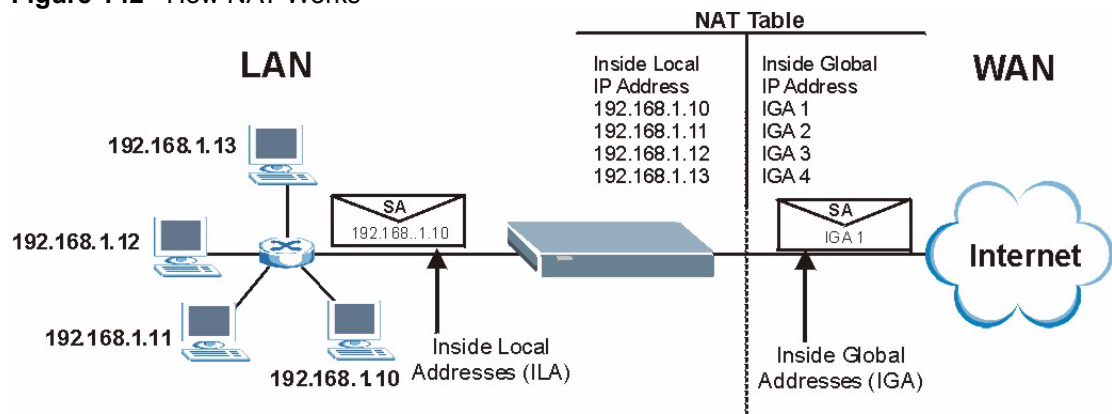 Figure 142 How NAT Works
NAT Table
LAN
WAN
Inside Local
IP Address
192.168.1.10
192.168.1.11
192.168.1.12
192.168.1.13
Inside Global
IP Address
IGA 1
IGA 2
IGA 3
IGA 4
192.168.1.13
192.168.1.12
192.168.1.11
192.168.1.10
SA
192.168..1.10
SA
IGA 1
Internet
Inside Local
Addresses (ILA)
Inside Global
Addresses (IGA)